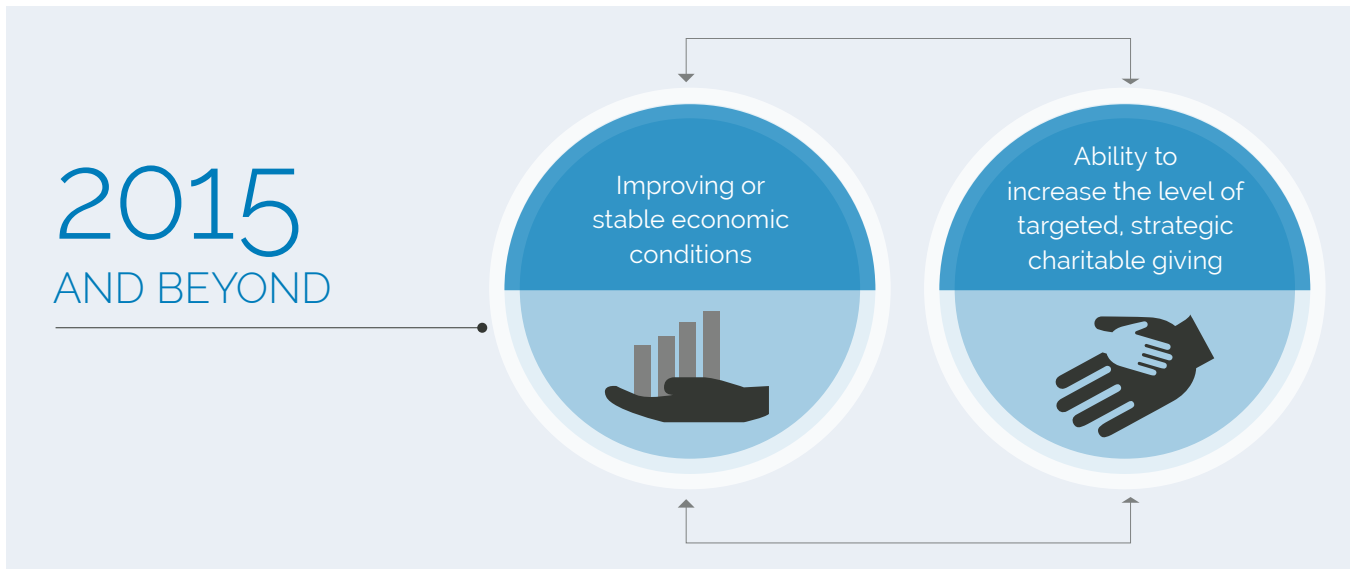 2015
AND BEYOND
Improving or
stable economic
conditions
Ability to
increase the level of
targeted, strategic
charitable giving